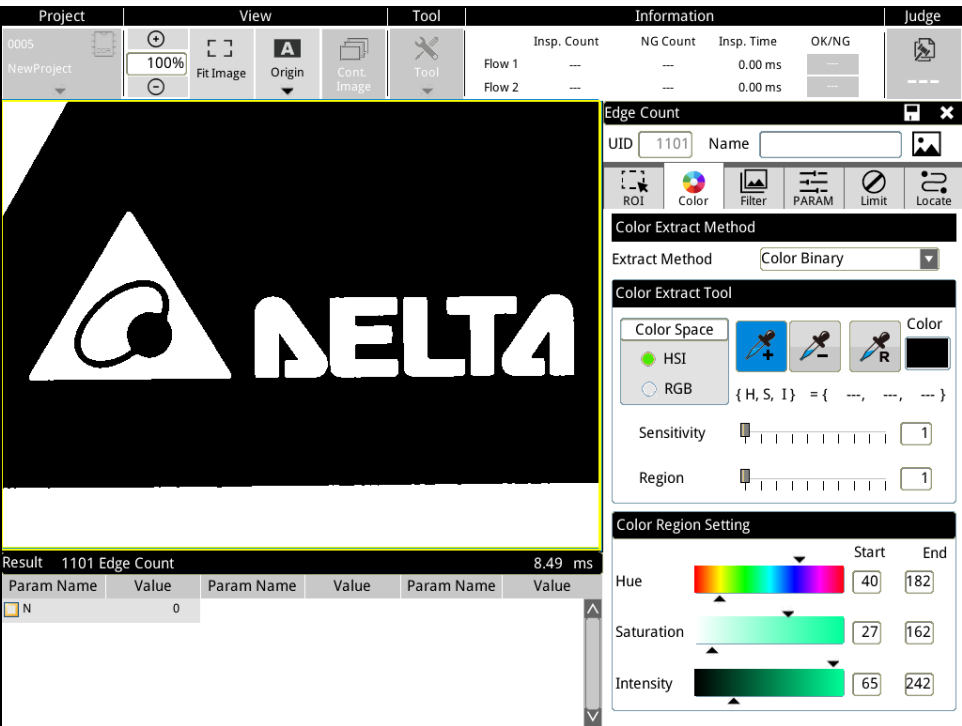 Project View Tool Information Judge
0005
NewProject
100%
Fit Image
A
Origin
Cont.
Image
Tool
Insp. Count NG Count Insp. Time OK/NG
Flow 1 --- --- 0.00 ms ---
Flow 2 --- --- 0.00 ms ---
---
Edge Count
UID 1101 Name
ROI Color Filter PARAM Limit Locate
Color Extract Method
Extract Method Color Binary
Color Extract Tool
Color Space
HSI
RGB
R
Color
{ H, S, I } = { ---, ---, --- }
Sensitivity 1
Region 1
Color Region Setting
Start End
Hue 40 182
Saturation 27 162
Intensity 65 242
DELTA
Result 1101 Edge Count 8.49 ms
Param Name Value Param Name Value Param Name Value
N 0